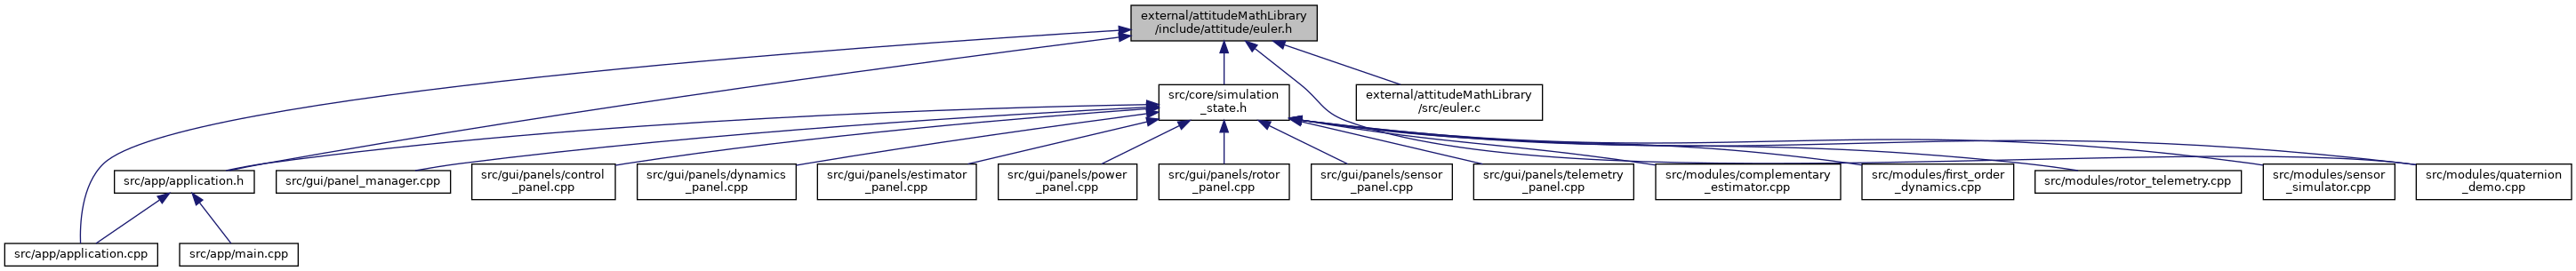 external/attitudeMathLibrary
/include/attitude/euler.h
src/core/simulation
_state.h
external/attitudeMathLibrary
/src/euler.c
src/app/application.h
src/gui/panel_manager.cpp
src/gui/panels/control
_panel.cpp
src/gui/panels/dynamics
_panel.cpp
src/gui/panels/estimator
_panel.cpp
src/gui/panels/power
_panel.cpp
src/gui/panels/rotor
_panel.cpp
src/gui/panels/sensor
_panel.cpp
src/gui/panels/telemetry
_panel.cpp
src/modules/complementary
_estimator.cpp
src/modules/first_order
_dynamics.cpp
src/modules/rotor_telemetry.cpp
src/modules/sensor
_simulator.cpp
src/modules/quaternion
_demo.cpp
src/app/application.cpp
src/app/main.cpp